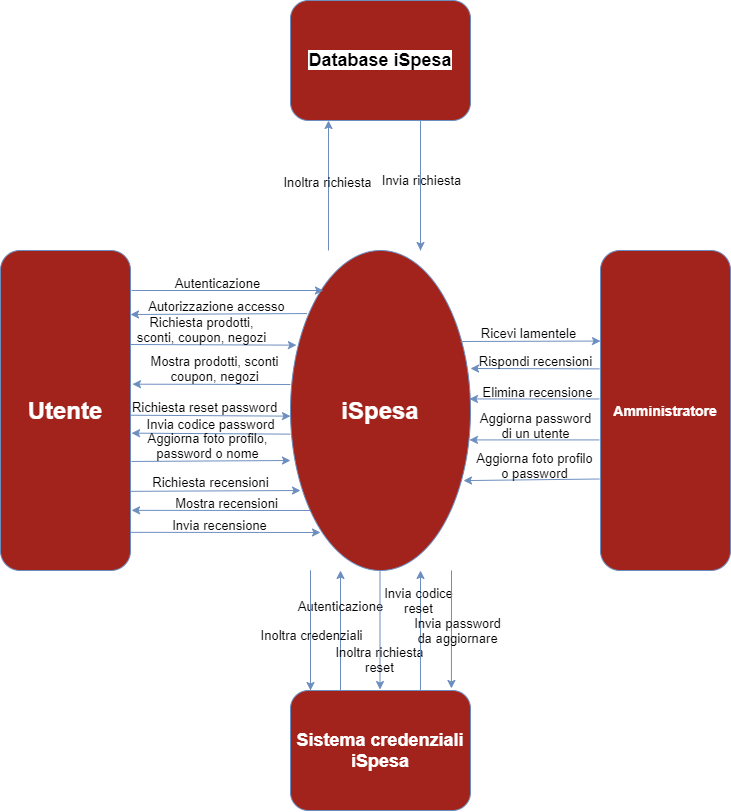 Database iSpesa
Inoltra richiesta
Invia richiesta
Utente
Autenticazione
Autorizzazione accesso
Richiesta prodotti,
sconti, coupon, negozi
Mostra prodotti, sconti
coupon, negozi
Richiesta reset password
Invia codice password
Aggiorna foto profilo,
password o nome
Richiesta recensioni
Mostra recensioni
Invia recensione
iSpesa
Ricevi lamentele
Rispondi recensioni
Elimina recensione
Aggiorna password
di un utente
Aggiorna foto profilo
o password
Amministratore
Inoltra credenziali
Autenticazione
Inoltra richiesta
reset
Invia codice
reset
Invia password
da aggiornare
Sistema credenziali
iSpesa